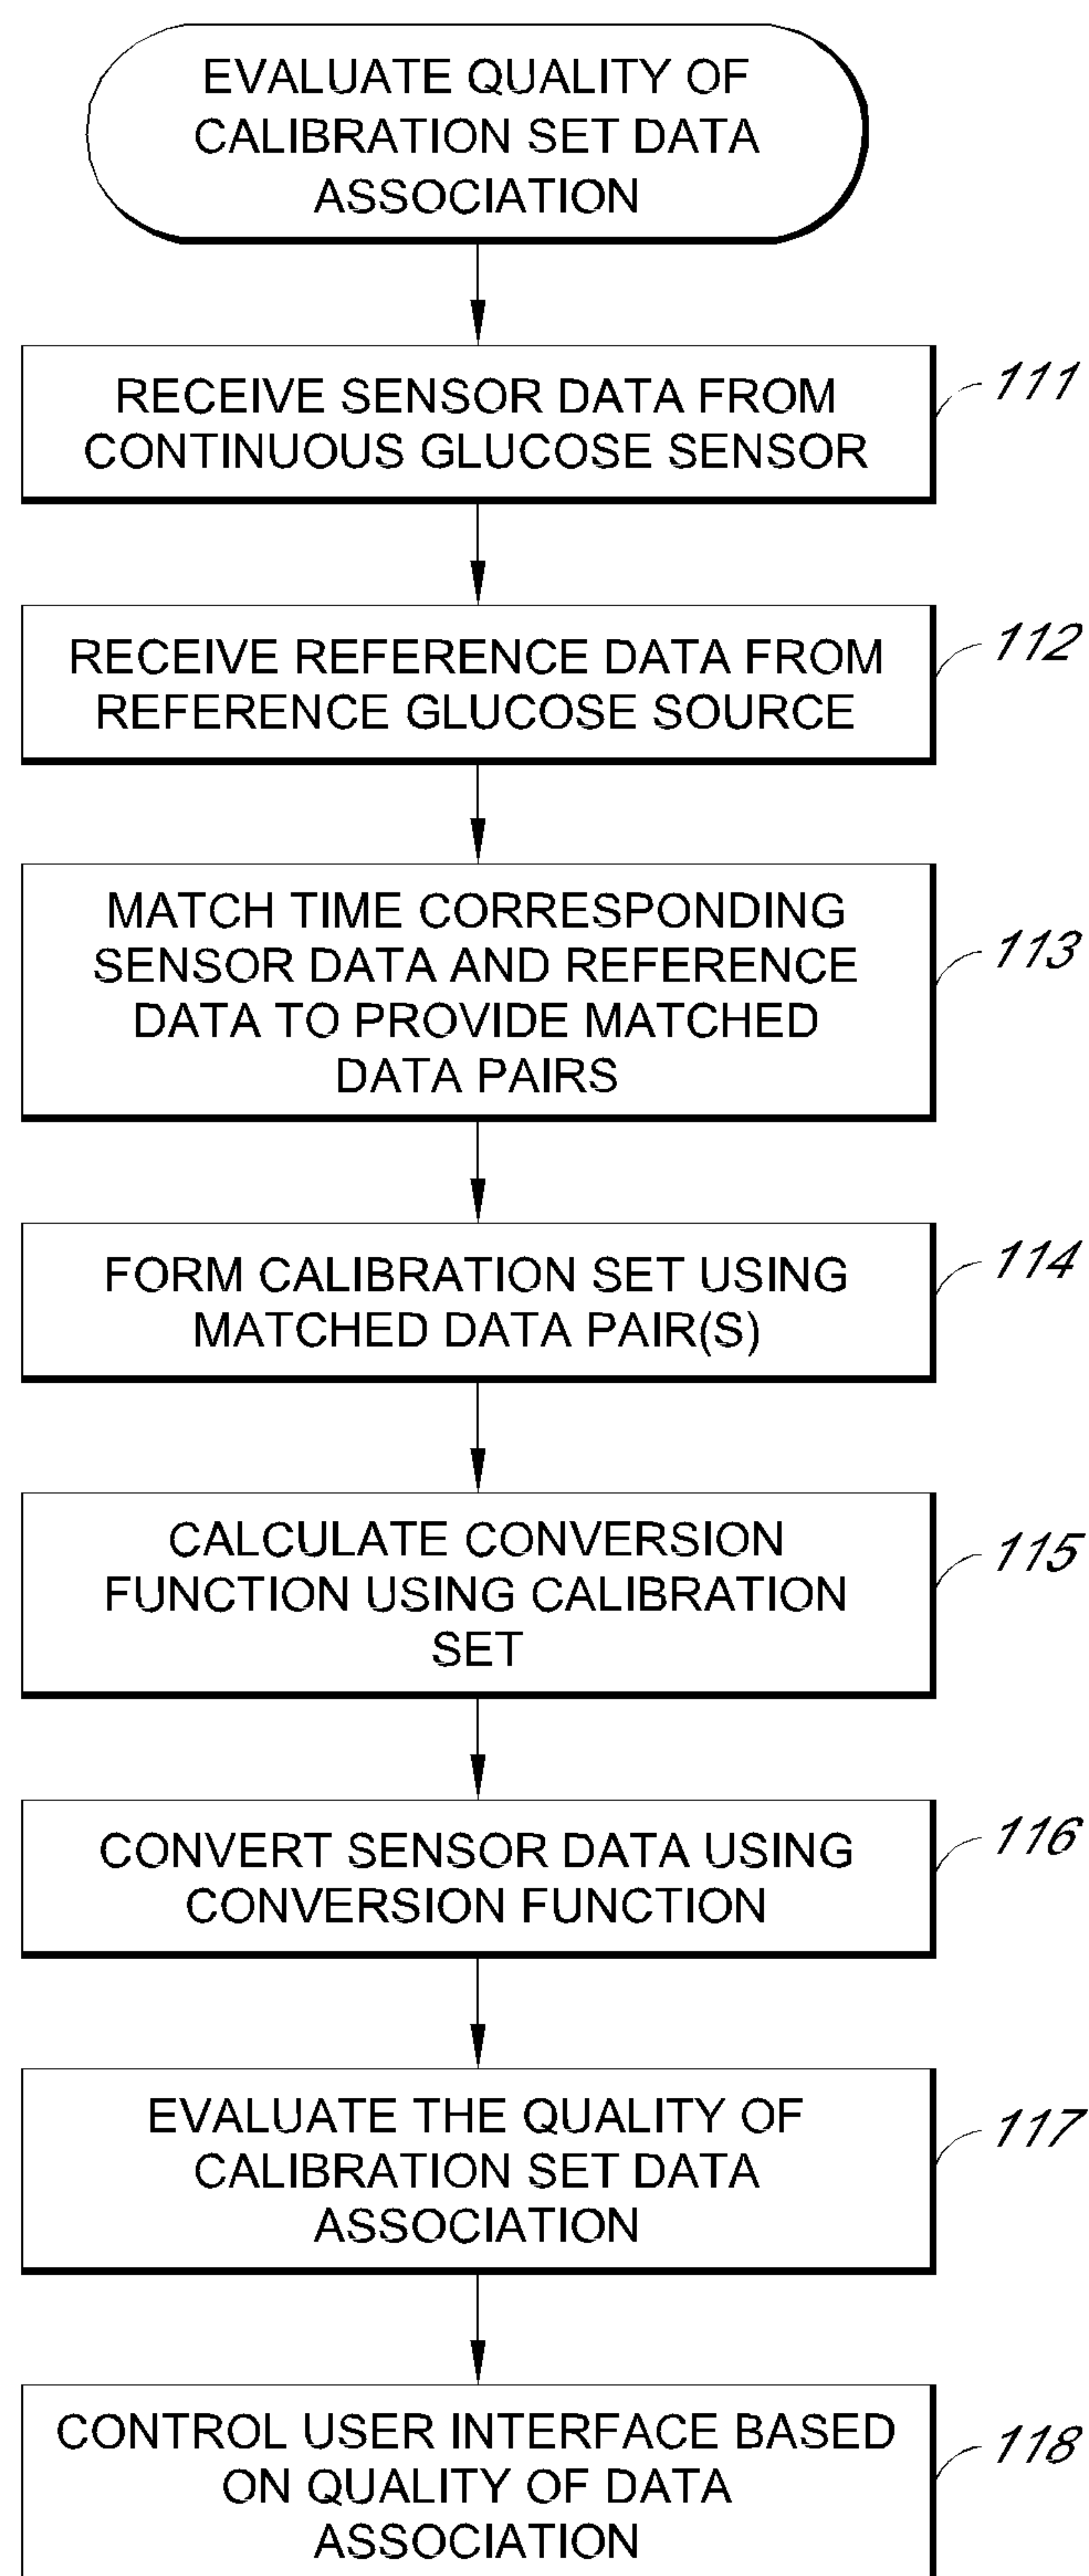 EVALUATE QUALITY OF
CALIBRATION SET DATA
ASSOCIATION
RECEIVE SENSOR DATA FROM
CONTINUOUS GLUCOSE SENSOR
111
RECEIVE REFERENCE DATA FROM
REFERENCE GLUCOSE SOURCE
112
MATCH TIME CORRESPONDING
SENSOR DATA AND REFERENCE
DATA TO PROVIDE MATCHED
DATA PAIRS
113
FORM CALIBRATION SET USING
MATCHED DATA PAIR(S)
114
CALCULATE CONVERSION
FUNCTION USING CALIBRATION
SET
115
CONVERT SENSOR DATA USING
CONVERSION FUNCTION
116
EVALUATE THE QUALITY OF
CALIBRATION SET DATA
ASSOCIATION
117
CONTROL USER INTERFACE BASED
ON QUALITY OF DATA
ASSOCIATION
118